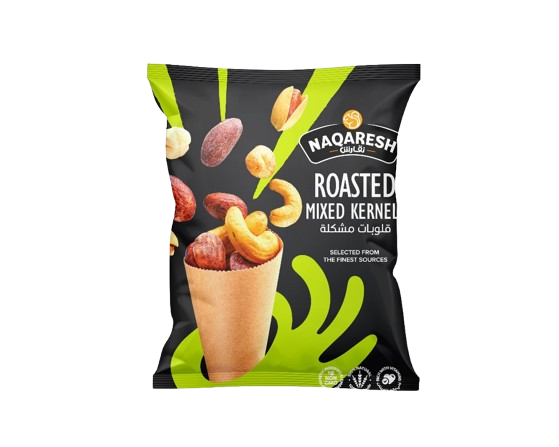 NAQARESH
نقارش
ROASTED
MIXED KERNEL
قلوبات مشكلة
SELECTED FROM
THE FINEST SOURCES